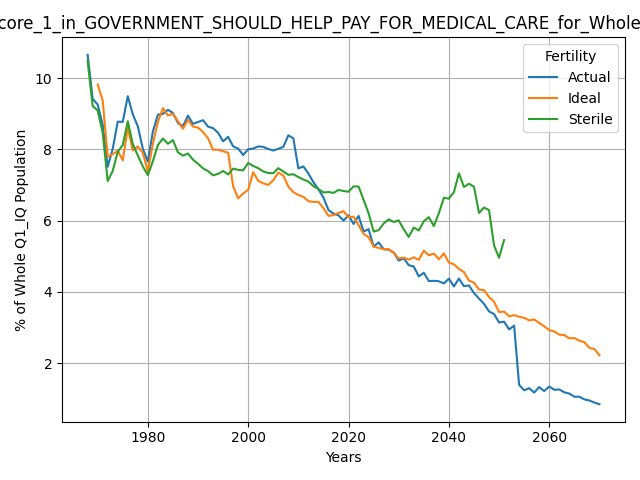 core_1_in_GOVERNMENT_SHOULD_HELP_PAY_FOR_MEDICAL_CARE_for_Whole
Fertility
Actual
Ideal
Sterile
% of Whole Q1_IQ Population
10
8
6
4
2
1980 2000 2020 2040 2060
Years